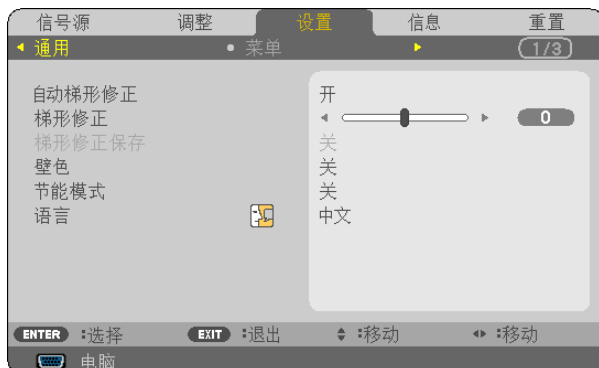 信号源 调整 设置 信息 重置
通用 菜单 1/3
自动梯形修正 开
梯形修正 0
梯形修正保存 关
壁色 关
节能模式 关
语言 中文
ENTER :选择 EXIT :退出 :移动 :移动
电脑